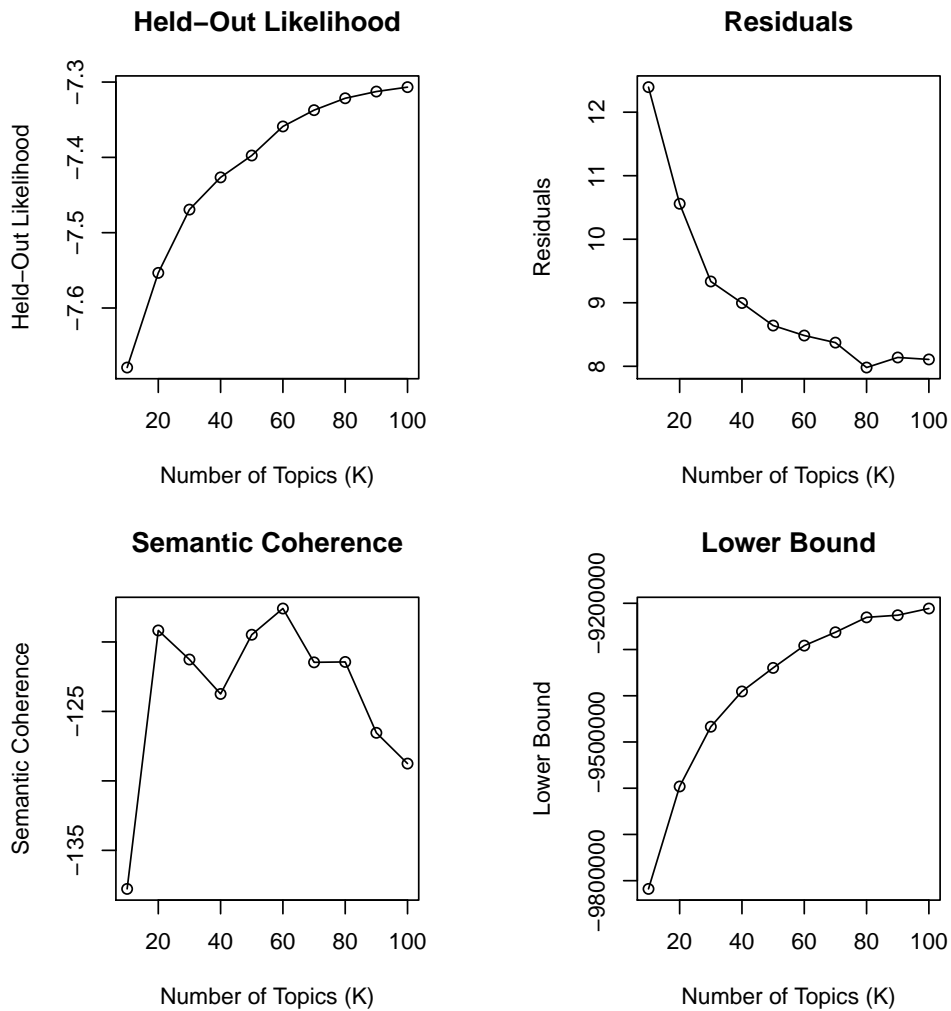 Held−Out Likelihood
Held−Out Likelihood
−7.3
−7.4
−7.5
−7.6
20 40 60 80 100
Number of Topics (K)
Residuals
Residuals
12
11
10
9
8
20 40 60 80 100
Number of Topics (K)
Semantic Coherence
Semantic Coherence
−125
−135
20 40 60 80 100
Number of Topics (K)
Lower Bound
Lower Bound
−9200000
−9500000
−9800000
20 40 60 80 100
Number of Topics (K)